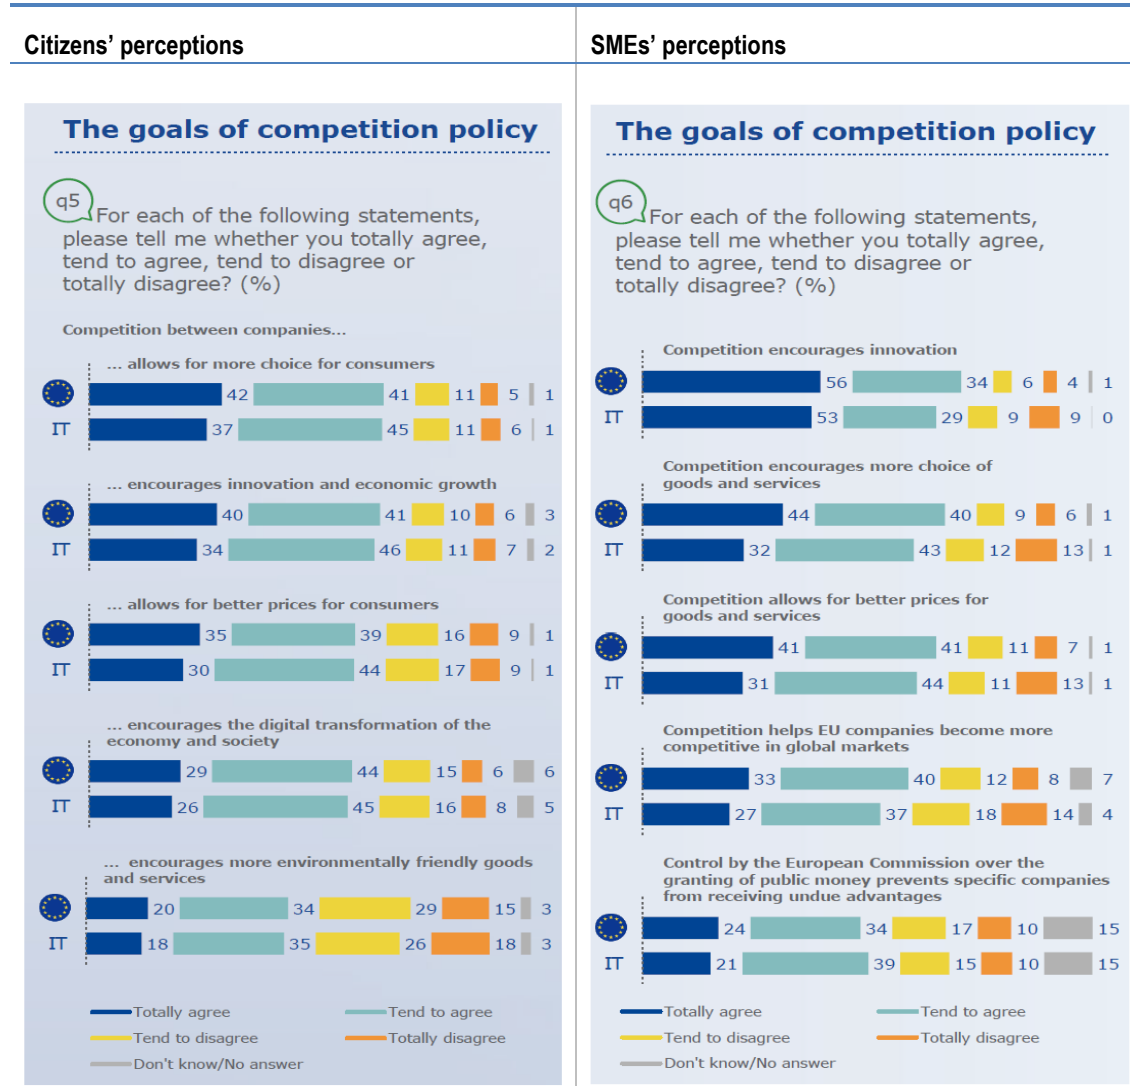 Citizens’ perceptions
The goals of competition policy
q5
For each of the following statements,
please tell me whether you totally agree,
tend to agree, tend to disagree or
totally disagree? (%)
Competition between companies...
... allows for more choice for consumers
42 41 11 5 1
IT 37 45 11 6 1
... encourages innovation and economic growth
40 41 10 6 3
IT 34 46 11 7 2
... allows for better prices for consumers
35 39 16 9 1
IT 30 44 17 9 1
... encourages the digital transformation of the
economy and society
29 44 15 6 6
IT 26 45 16 8 5
... encourages more environmentally friendly goods
and services
20 34 29 15 3
IT 18 35 26 18 3
Totally agree Tend to agree
Tend to disagree Totally disagree
Don't know/No answer
SMEs’ perceptions
The goals of competition policy
q6
For each of the following statements,
please tell me whether you totally agree,
tend to agree, tend to disagree or
totally disagree? (%)
Competition encourages innovation
56 34 6 4 1
IT 53 29 9 9 0
Competition encourages more choice of
goods and services
44 40 9 6 1
IT 32 43 12 13 1
Competition allows for better prices for
goods and services
41 41 11 7 1
IT 31 44 11 13 1
Competition helps EU companies become more
competitive in global markets
33 40 12 8 7
IT 27 37 18 14 4
Control by the European Commission over the
granting of public money prevents specific companies
from receiving undue advantages
24 34 17 10 15
IT 21 39 15 10 15
Totally agree Tend to agree
Tend to disagree Totally disagree
Don't know/No answer